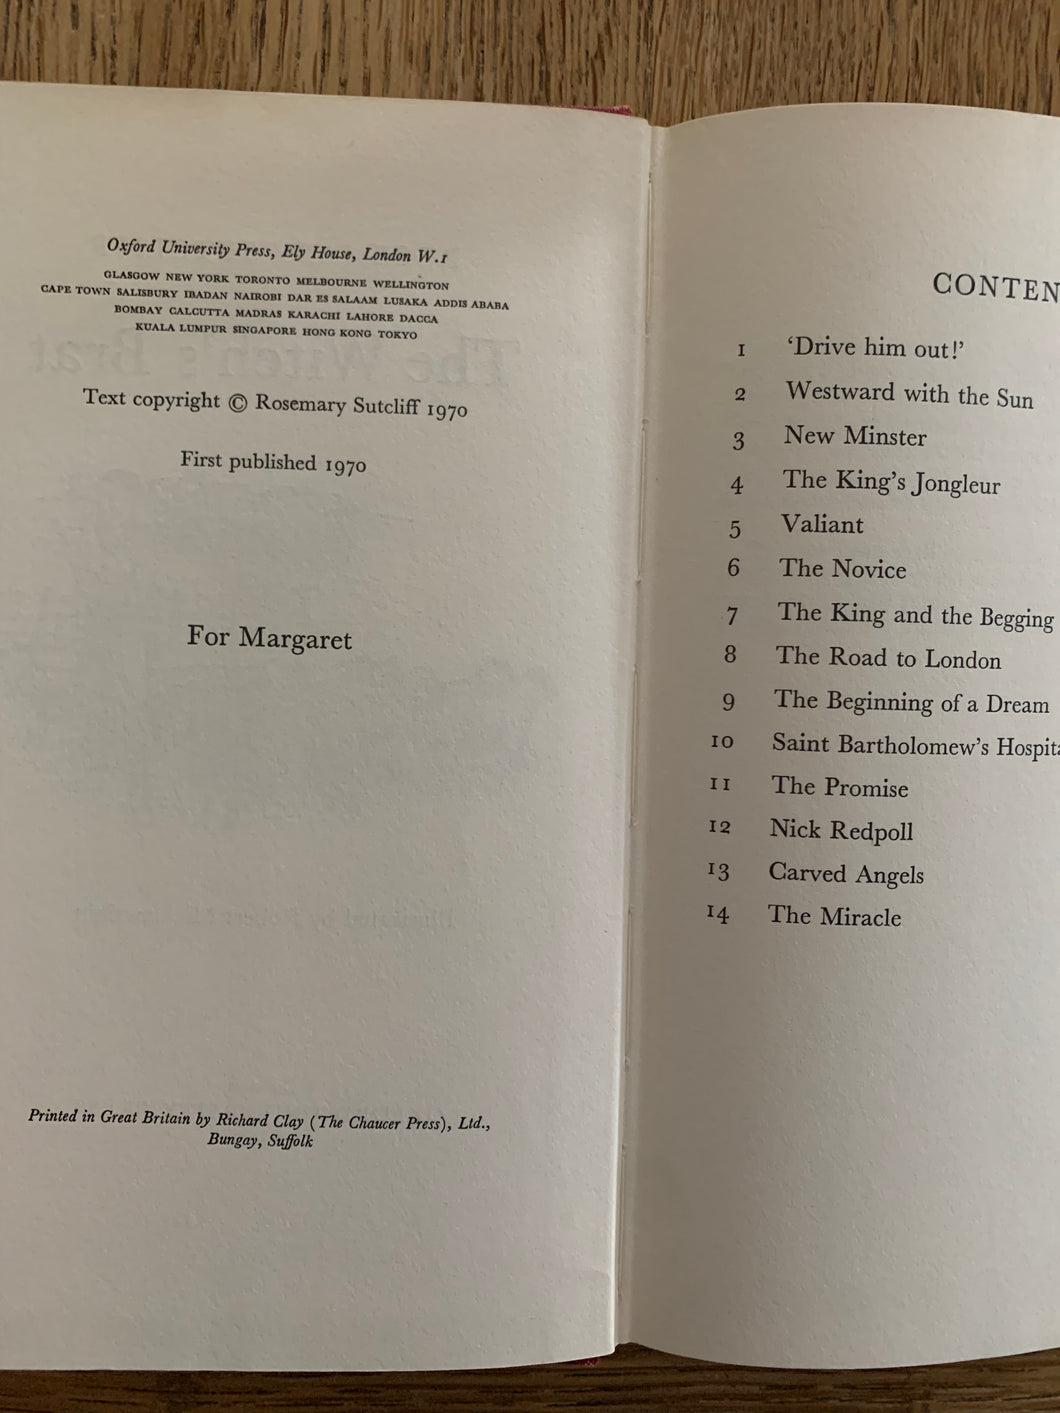 Oxford University Press, Ely House, London W.1
GLASGOW NEW YORK TORONTO MELBOURNE WELLINGTON
CAPE TOWN SALISBURY IBADAN NAIROBI DAR ES SALAAM LUSAKA ADDIS ABABA
BOMBAY CALCUTTA MADRAS KARACHI LAHORE DACCA
KUALA LUMPUR SINGAPORE HONG KONG TOKYO
Text copyright © Rosemary Sutcliff 1970
First published 1970
For Margaret
Printed in Great Britain by Richard Clay (The Chaucer Press), Ltd.,
Bungay, Suffolk
CONTEN
1 ‘Drive him out!’
2 Westward with the Sun
3 New Minster
4 The King’s Jongleur
5 Valiant
6 The Novice
7 The King and the Begging
8 The Road to London
9 The Beginning of a Dream
10 Saint Bartholomew’s Hospita
11 The Promise
12 Nick Redpoll
13 Carved Angels
14 The Miracle